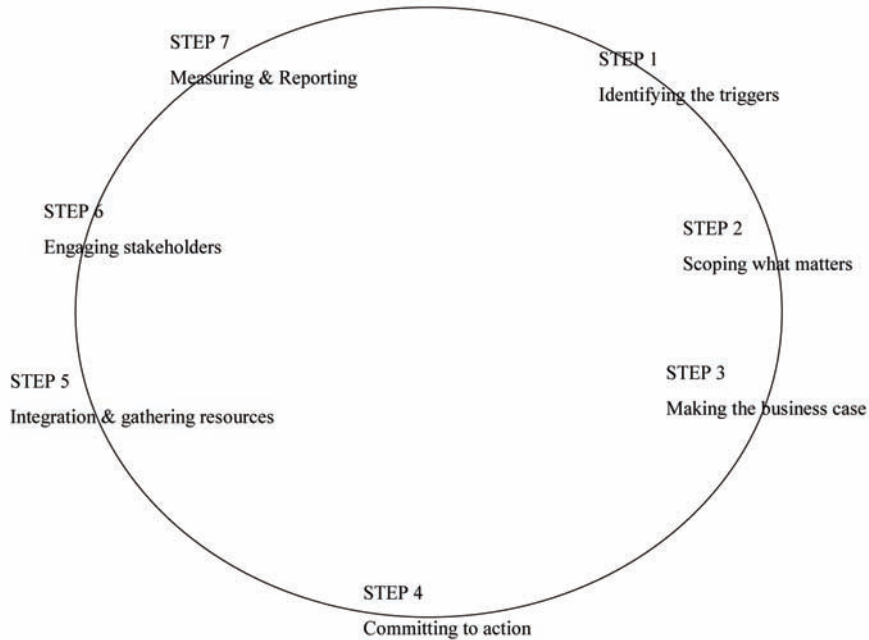 STEP 1
Identifying the triggers
STEP 2
Scoping what matters
STEP 3
Making the business case
STEP 4
Committing to action
STEP 5
Integration & gathering resources
STEP 6
Engaging stakeholders
STEP 7
Measuring & Reporting